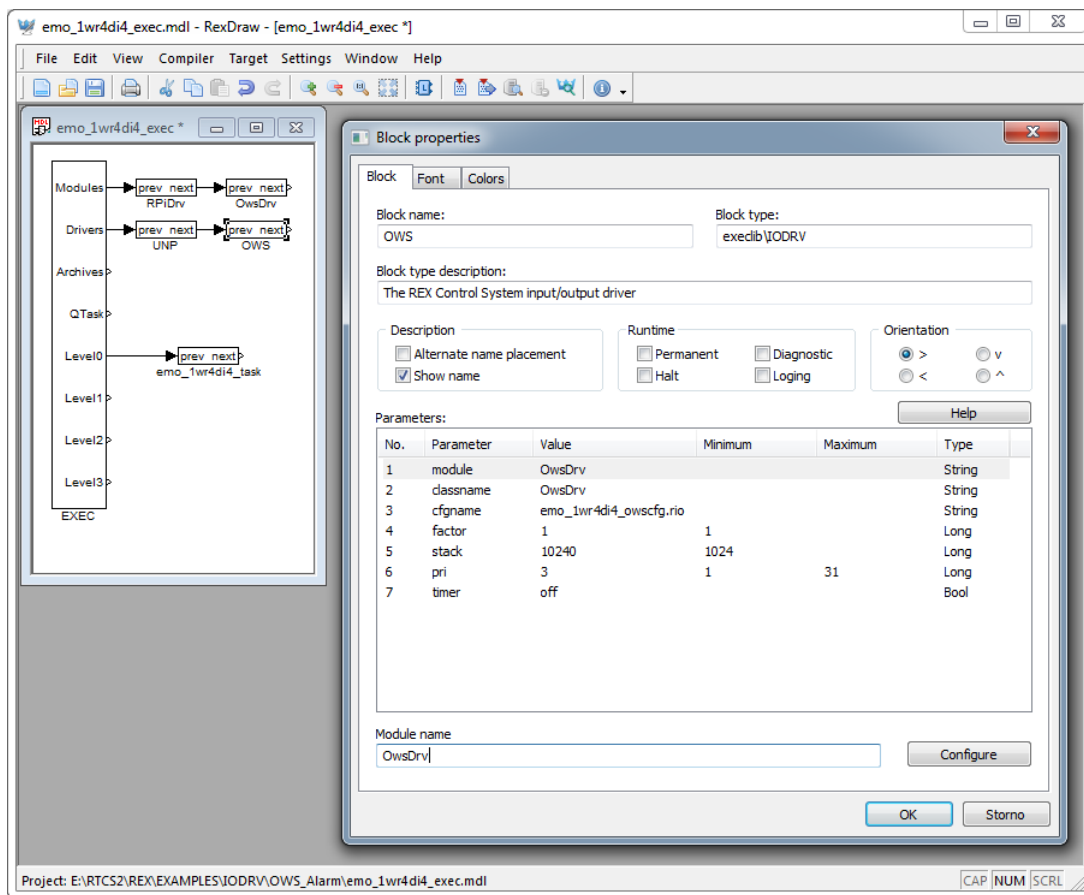 emo_1wr4di4_exec.mdl - RexDraw - [emo_1wr4di4_exec *]
File Edit View Compiler Target Settings Window Help
emo_1wr4di4_exec *
Modules prev next prev next
RPiDrv OwsDrv
Drivers prev next prev next
UNP OWS
Archives
QTask
Level0 prev next
emo_1wr4di4_task
Level1
Level2
Level3
EXEC
Block properties
Block Font Colors
Block name: Block type:
OWS execlib\IODRV
Block type description:
The REX Control System input/output driver
Description Runtime Orientation
Alternate name placement Permanent Diagnostic > v
Show name Halt Loging < ^
Parameters: Help
No. Parameter Value Minimum Maximum Type
1 module OwsDrv String
2 classname OwsDrv String
3 cfgname emo_1wr4di4_owscfg.rio String
4 factor 1 1 Long
5 stack 10240 1024 Long
6 pri 3 1 31 Long
7 timer off Bool
Module name
OwsDrv Configure
OK Storno
Project: E:\RTCS2\REX\EXAMPLES\IODRV\OWS_Alarm\emo_1wr4di4_exec.mdl CAP NUM SCRL